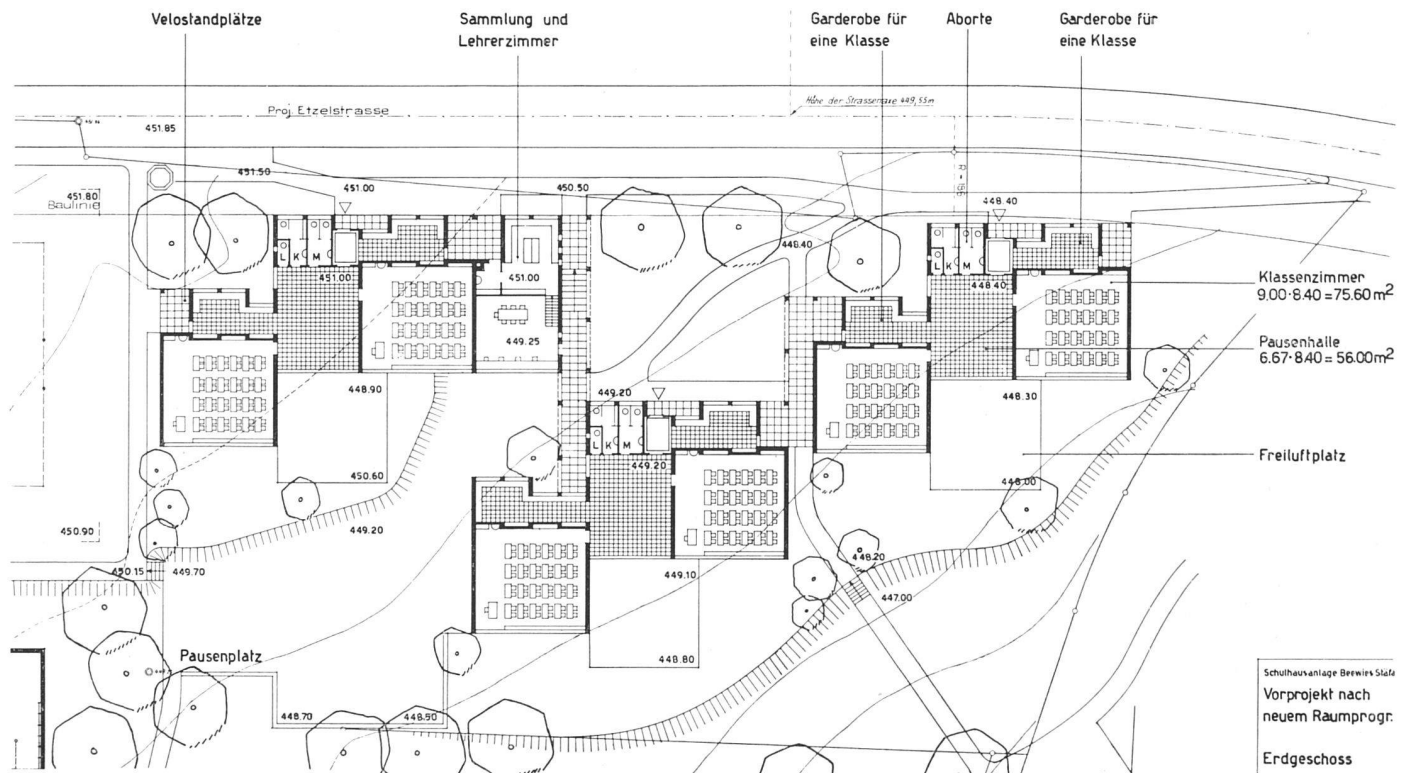 Velostandplätze
Sammlung und
Lehrerzimmer
Garderobe für
eine Klasse
Aborte
Garderobe für
eine Klasse
Proj. Etzelstrasse
Höhe der Strassenaxe 449,55m
451.85
451.50
451.00
450.50
451.80
Baulinie
448.40
448.40
L K M
451.00
451.00
449.25
L K M
448.40
Klassenzimmer
9.00·8.40 = 75.60 m²
Pausenhalle
6.67·8.40 = 56.00 m²
448.90
449.20
448.30
L K M
449.20
Freiluftplatz
450.60
448.00
449.20
450.90
448.20
450.15
449.70
449.10
447.00
Pausenplatz
448.80
448.70
448.50
Schulhausanlage Beewies Stäfa
Vorprojekt nach
neuem Raumprogr.
Erdgeschoss